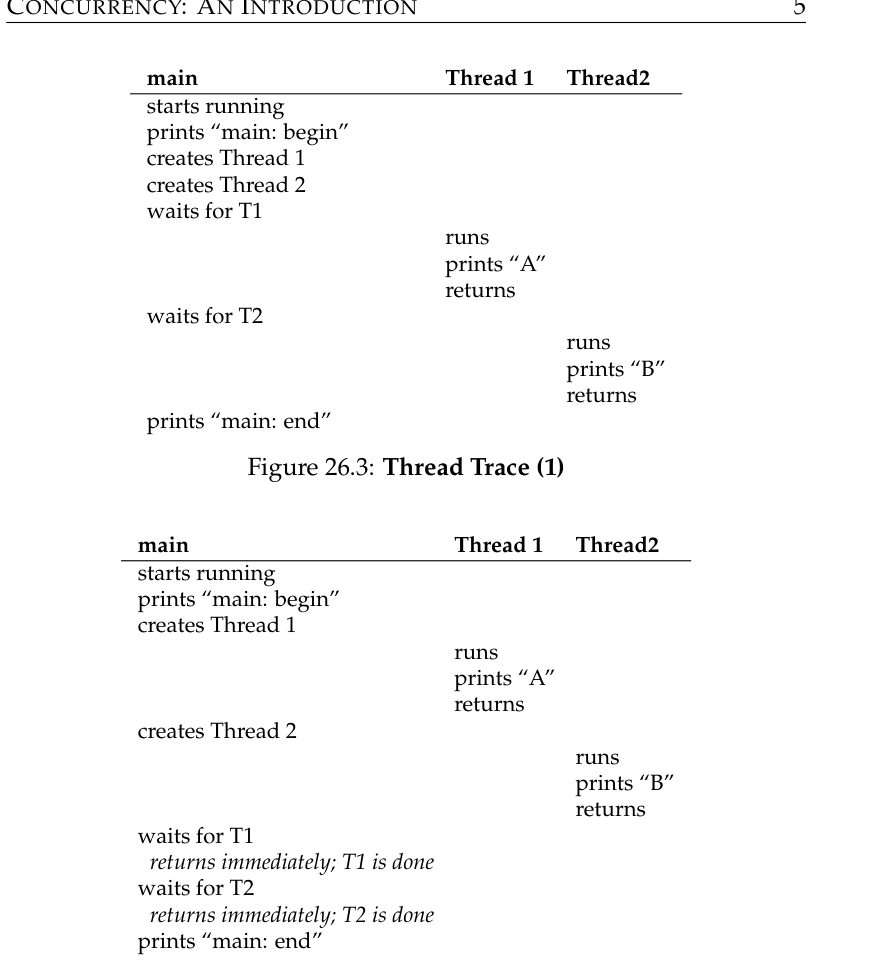 CONCURRENCY: AN INTRODUCTION 5
main Thread 1 Thread2
starts running
prints “main: begin”
creates Thread 1
creates Thread 2
waits for T1
runs
prints “A”
returns
waits for T2
runs
prints “B”
returns
prints “main: end”
Figure 26.3: Thread Trace (1)
main Thread 1 Thread2
starts running
prints “main: begin”
creates Thread 1
runs
prints “A”
returns
creates Thread 2
runs
prints “B”
returns
waits for T1
returns immediately; T1 is done
waits for T2
returns immediately; T2 is done
prints “main: end”